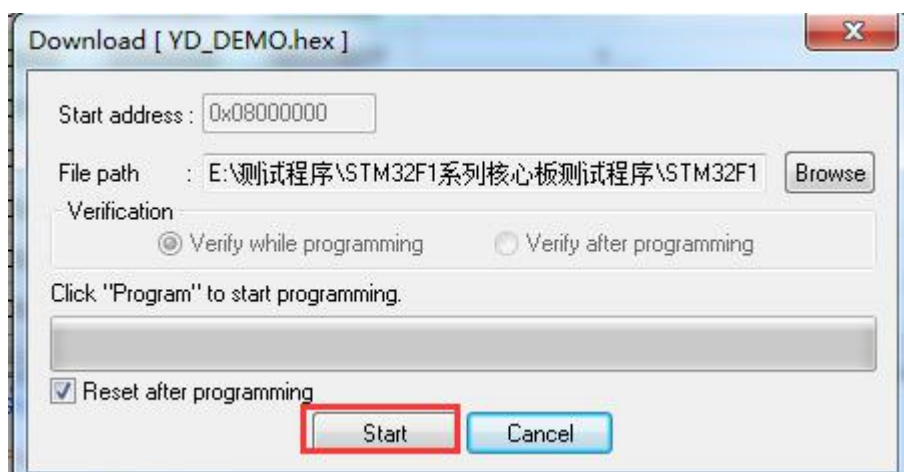 Download [ YD_DEMO.hex ]
Start address : 0x08000000
File path : E:\测试程序\STM32F1系列核心板测试程序\STM32F1 Browse
Verification
Verify while programming Verify after programming
Click "Program" to start programming.
Reset after programming
Start Cancel